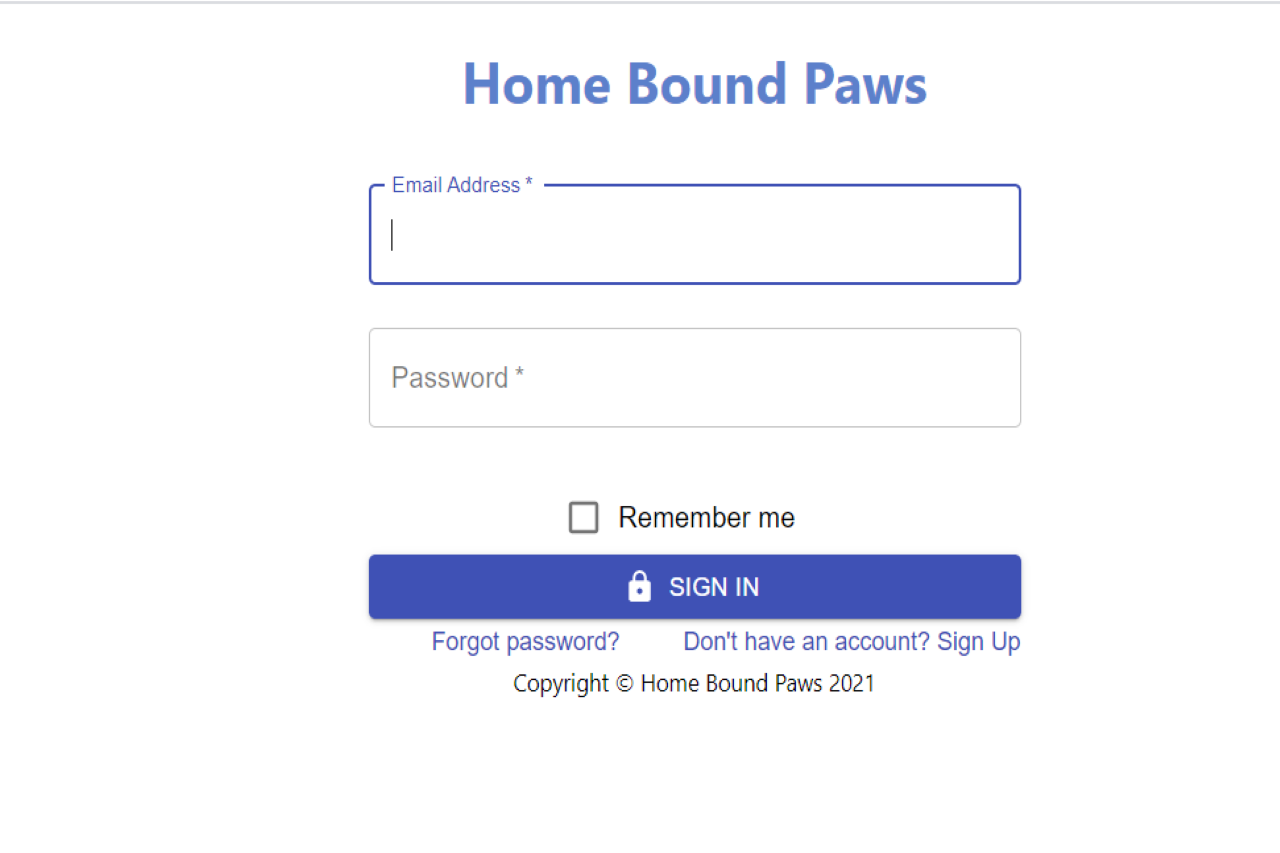 Home Bound Paws
Email Address *
Password *
Remember me
SIGN IN
Forgot password? Don't have an account? Sign Up
Copyright © Home Bound Paws 2021